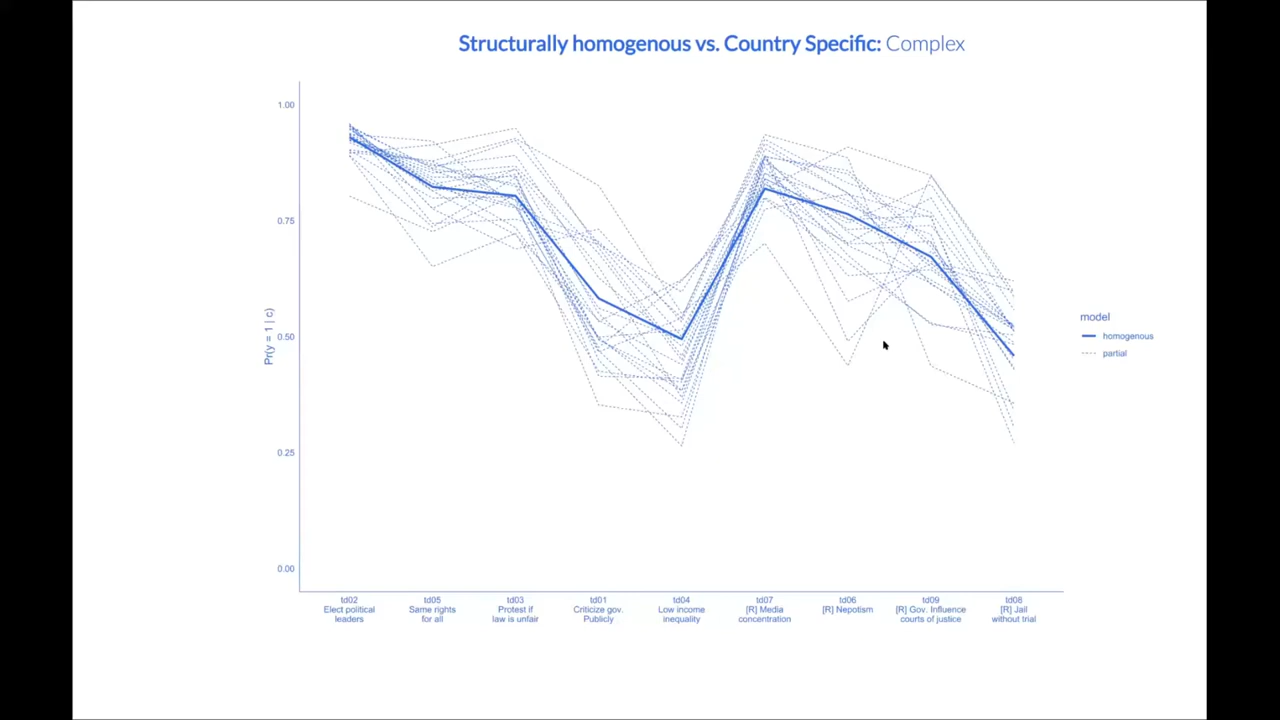 Structurally homogenous vs. Country Specific: Complex
1.00
0.75
0.50
0.25
0.00
Pr(y = 1 | c)
td02
Elect political
leaders
td05
Same rights
for all
td03
Protest if
law is unfair
td01
Criticize gov.
Publicly
td04
Low income
inequality
td07
[R] Media
concentration
td06
[R] Nepotism
td09
[R] Gov. Influence
courts of justice
td08
[R] Jail
without trial
model
homogenous
partial